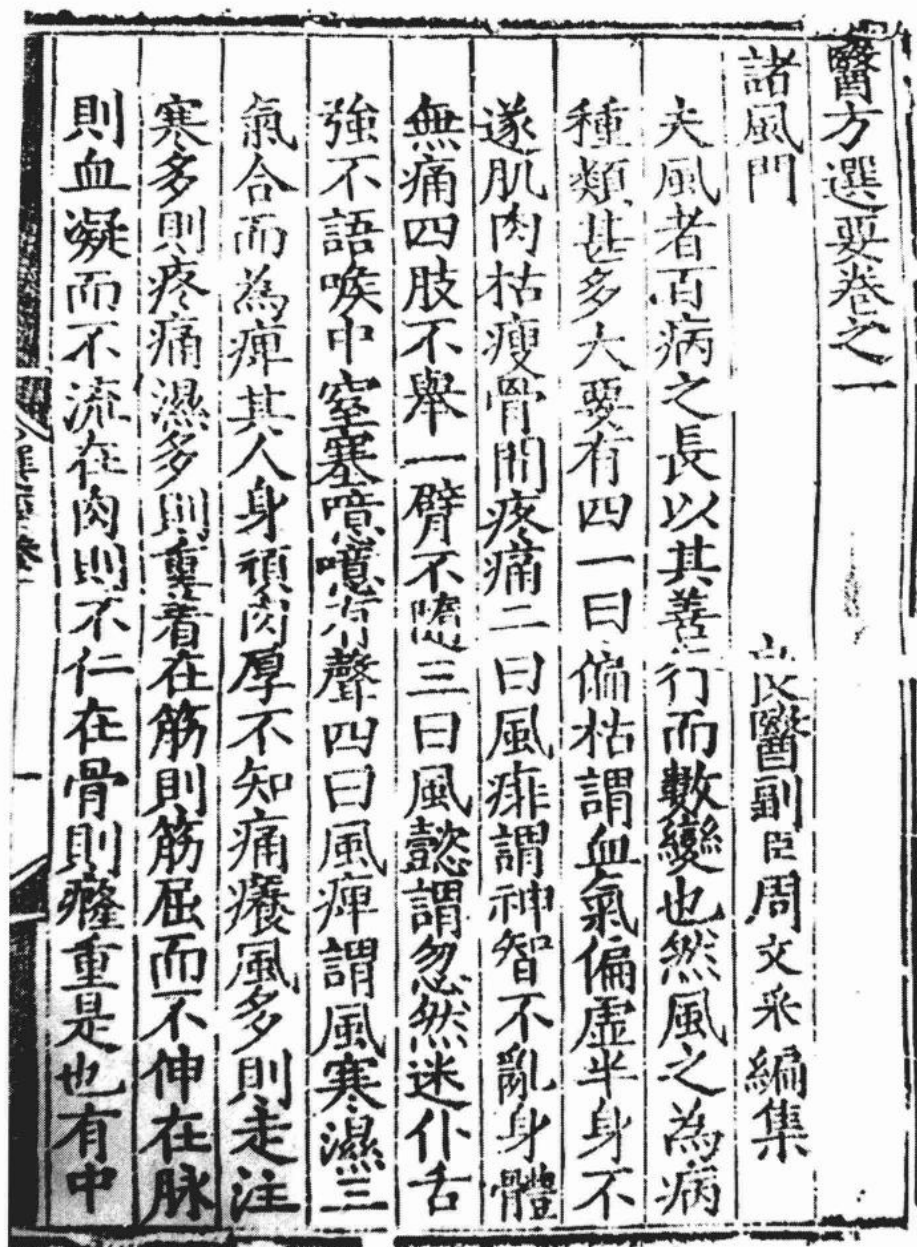 醫方選要卷之一
諸風門
良醫副臣周文采編集
夫風者百病之長以其善行而數變也然風之為病
種類甚多大要有四一曰偏枯謂血氣偏虛半身不
遂肌肉枯瘦骨間疼痛二曰風痱謂神智不亂身體
無痛四肢不舉一臂不隨三曰風懿謂忽然迷仆舌
強不語喉中窒塞噫噫有聲四曰風痺謂風寒濕三
氣合而為痺其人身頑肉厚不知痛癢風多則走注
寒多則疼痛濕多則重着在筋則筋屈而不伸在脉
則血凝而不流在肉則不仁在骨則癃重是也有中
一